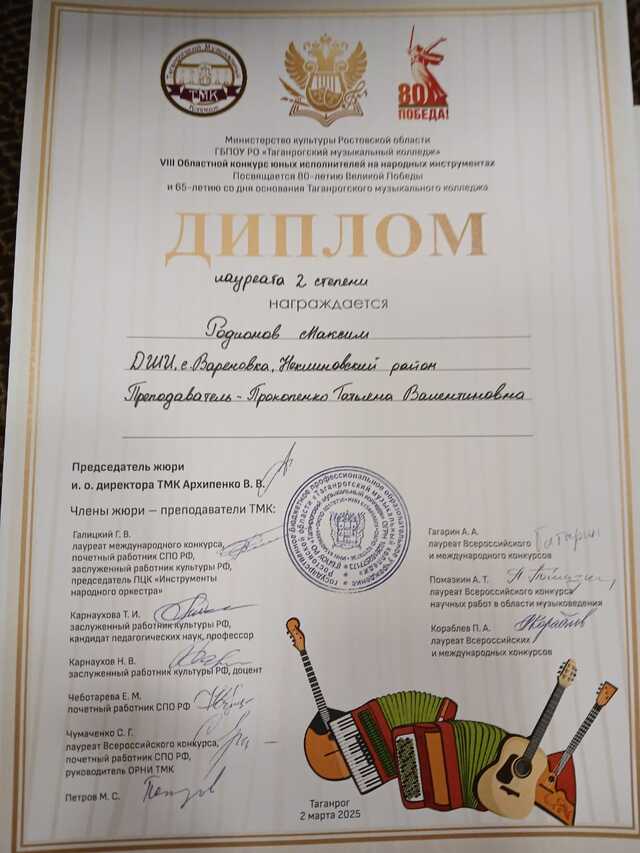 Таганрогский Музыкальный
ТМК
Колледж
80
ПОБЕДА!
Министерство культуры Ростовской области
ГБПОУ РО «Таганрогский музыкальный колледж»
VIII Областной конкурс юных исполнителей на народных инструментах
Посвящается 80-летию Великой Победы
и 65-летию со дня основания Таганрогского музыкального колледжа
ДИПЛОМ
лауреата 2 степени
награждается
Родионов Максим
ДШИ с. Вареновка, Неклиновский район
Преподаватель - Прокопенко Татьяна Валентиновна
Председатель жюри
и. о. директора ТМК Архипенко В. В.
Члены жюри – преподаватели ТМК:
Галицкий Г. В.
лауреат международного конкурса,
почетный работник СПО РФ,
заслуженный работник культуры РФ,
председатель ПЦК «Инструменты
народного оркестра»
Карнаухова Т. И.
заслуженный работник культуры РФ,
кандидат педагогических наук, профессор
Карнаухов Н. В.
заслуженный работник культуры РФ, доцент
Чеботарева Е. М.
почетный работник СПО РФ
Чумаченко С. Г.
лауреат Всероссийского конкурса,
почетный работник СПО РФ,
руководитель ОРНИ ТМК
Петров М. С.
Гагарин А. А.
лауреат Всероссийского
и международного конкурсов
Гагарин
Помазкин А. Т.
лауреат Всероссийского конкурса
научных работ в области музыковедения
Кораблев П. А.
лауреат Всероссийских
и международных конкурсов
Таганрог
2 марта 2025